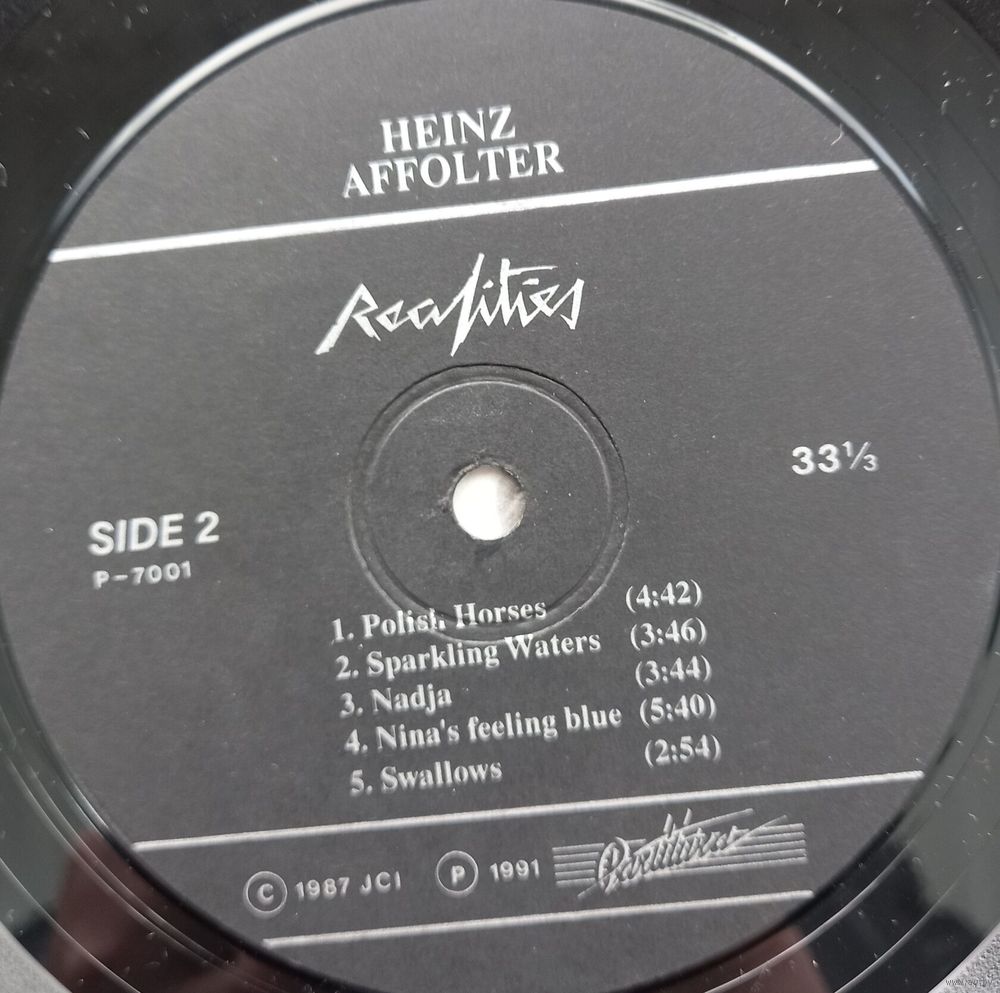 HEINZ
AFFOLTER
Realities
33⅓
SIDE 2
P-7001
1. Polish Horses (4:42)
2. Sparkling Waters (3:46)
3. Nadja (3:44)
4. Nina's feeling blue (5:40)
5. Swallows (2:54)
© 1987 JCI ℗ 1991 Partitura